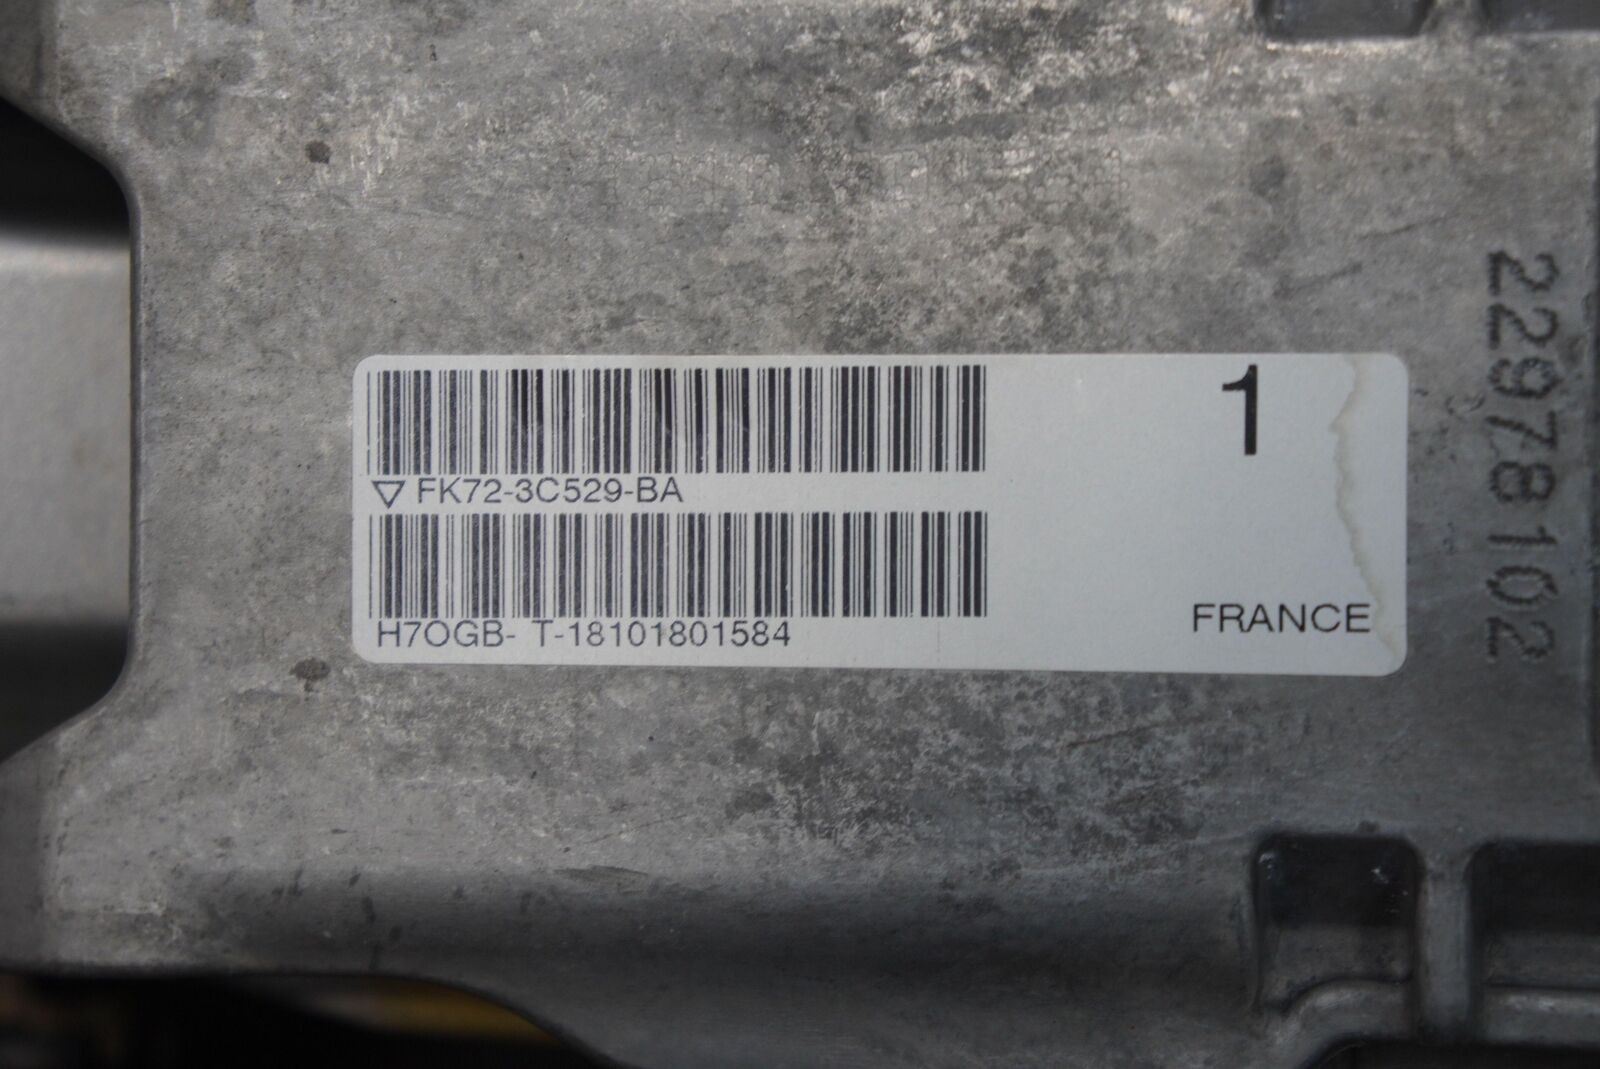 1
▽ FK72-3C529-BA
H7OGB- T-18101801584
FRANCE
22978102